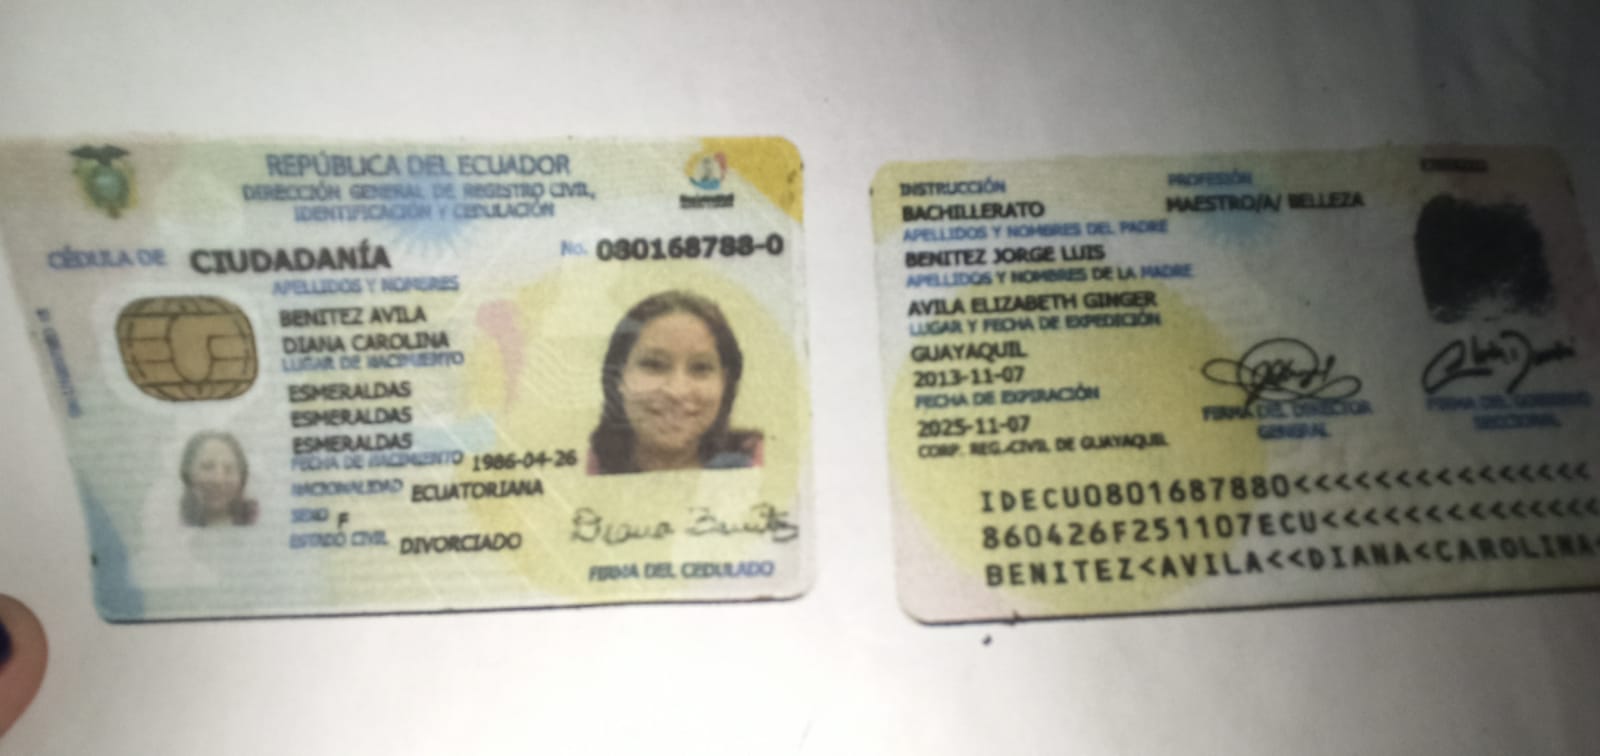 REPÚBLICA DEL ECUADOR
DIRECCIÓN GENERAL DE REGISTRO CIVIL,
IDENTIFICACIÓN Y CEDULACIÓN
CÉDULA DE CIUDADANÍA
No. 080168788-0
APELLIDOS Y NOMBRES
BENITEZ AVILA
DIANA CAROLINA
LUGAR DE NACIMIENTO
ESMERALDAS
ESMERALDAS
ESMERALDAS
FECHA DE NACIMIENTO 1986-04-26
NACIONALIDAD ECUATORIANA
SEXO F
ESTADO CIVIL DIVORCIADO
Diana Benitez
FIRMA DEL CEDULADO
INSTRUCCIÓN
BACHILLERATO
PROFESIÓN
MAESTRO/A/ BELLEZA
APELLIDOS Y NOMBRES DEL PADRE
BENITEZ JORGE LUIS
APELLIDOS Y NOMBRES DE LA MADRE
AVILA ELIZABETH GINGER
LUGAR Y FECHA DE EXPEDICIÓN
GUAYAQUIL
2013-11-07
FECHA DE EXPIRACIÓN
2025-11-07
CORP. REG.CIVIL DE GUAYAQUIL
FIRMA DEL DIRECTOR
GENERAL
FIRMA DEL GOBIERNO
SECCIONAL
IDECU0801687880<<<<<<<<<<<<<<<
860426F251107ECU<<<<<<<<<<<<<<
BENITEZ<AVILA<<DIANA<CAROLINA<